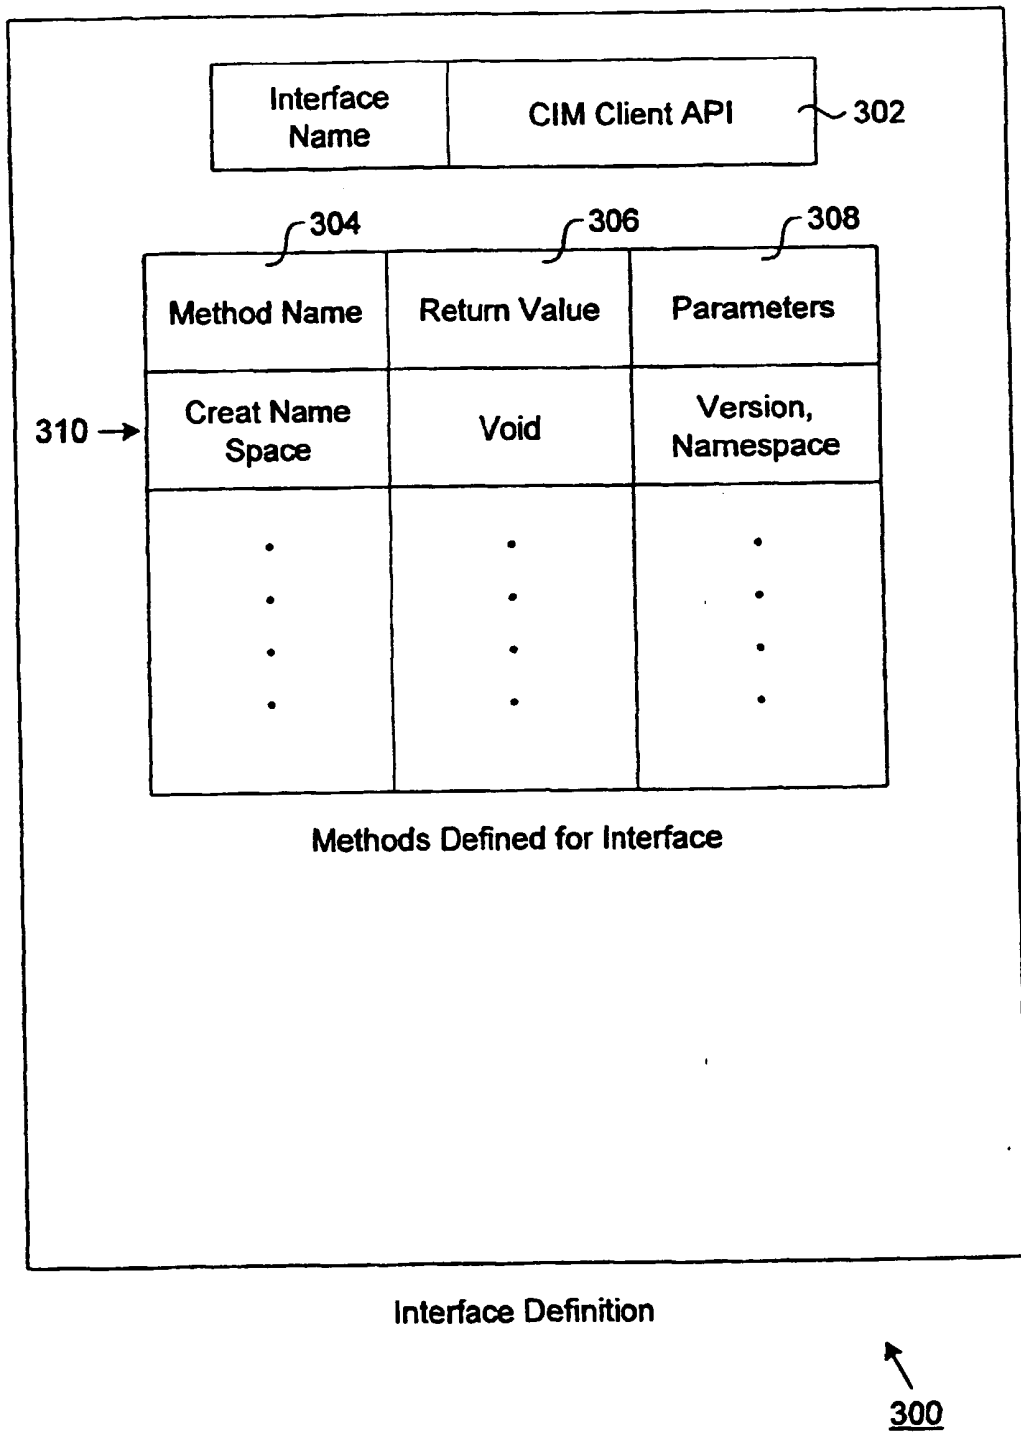 Interface Name
CIM Client API
302
304
306
308
Method Name
Return Value
Parameters
310
Creat Name Space
Void
Version, Namespace
Methods Defined for Interface
Interface Definition
300